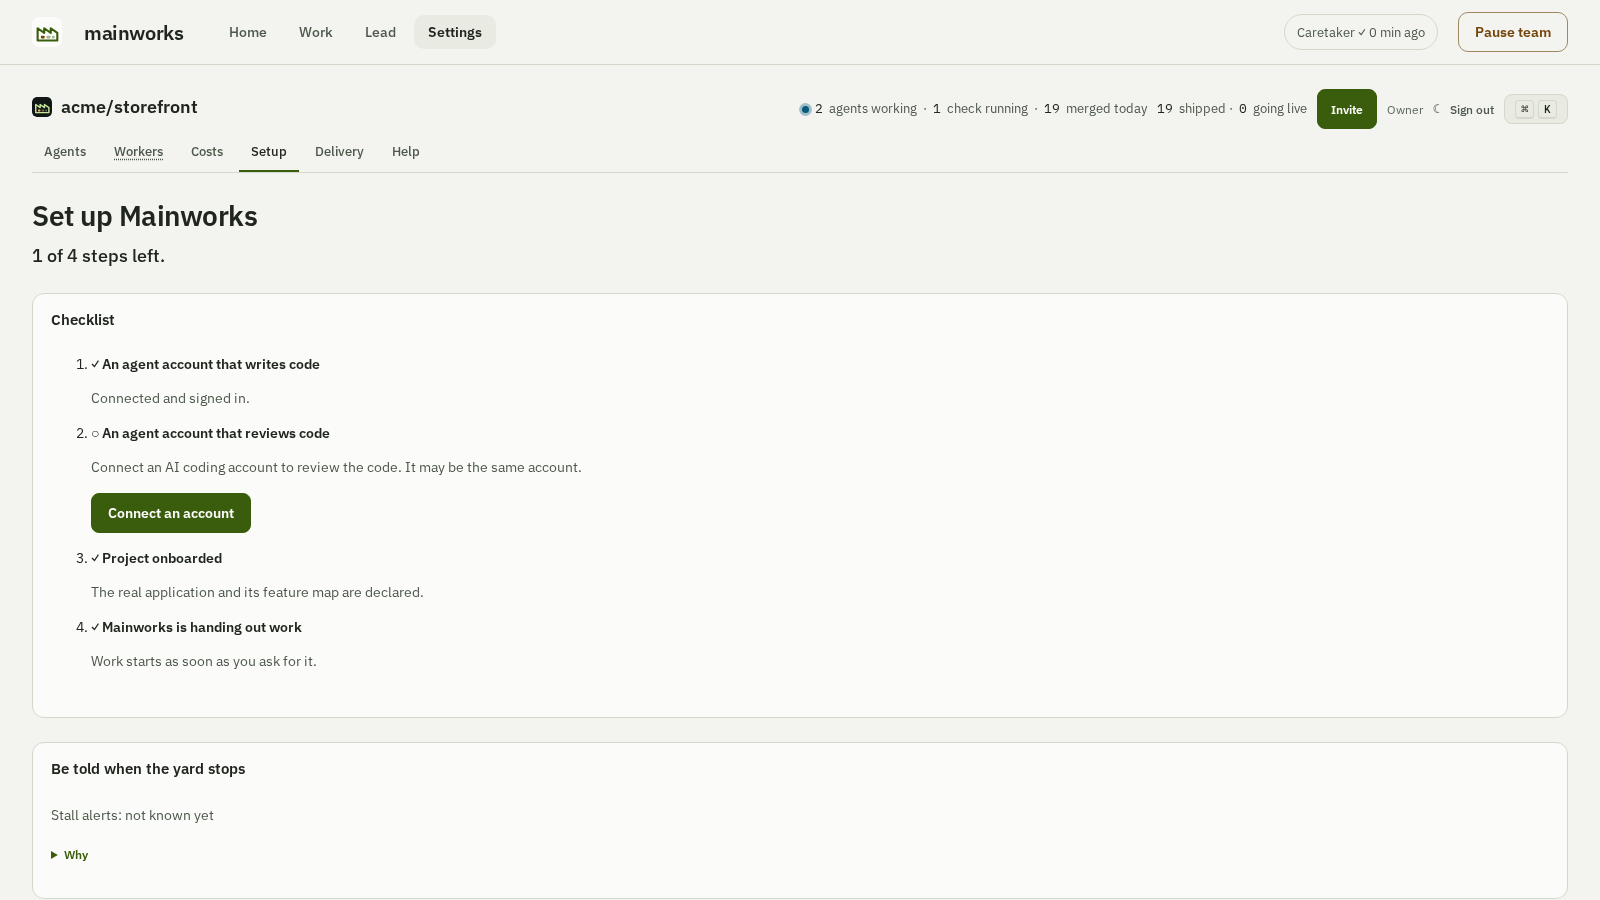 mainworks
Home
Work
Lead
Settings
Caretaker ✓ 0 min ago
Pause team
acme/storefront
2 agents working · 1 check running · 19 merged today 19 shipped · 0 going live
Invite
Owner
☾
Sign out
⌘ K
Agents
Workers
Costs
Setup
Delivery
Help
Set up Mainworks
1 of 4 steps left.
Checklist
1. ✓ An agent account that writes code
Connected and signed in.
2. ○ An agent account that reviews code
Connect an AI coding account to review the code. It may be the same account.
Connect an account
3. ✓ Project onboarded
The real application and its feature map are declared.
4. ✓ Mainworks is handing out work
Work starts as soon as you ask for it.
Be told when the yard stops
Stall alerts: not known yet
▶ Why